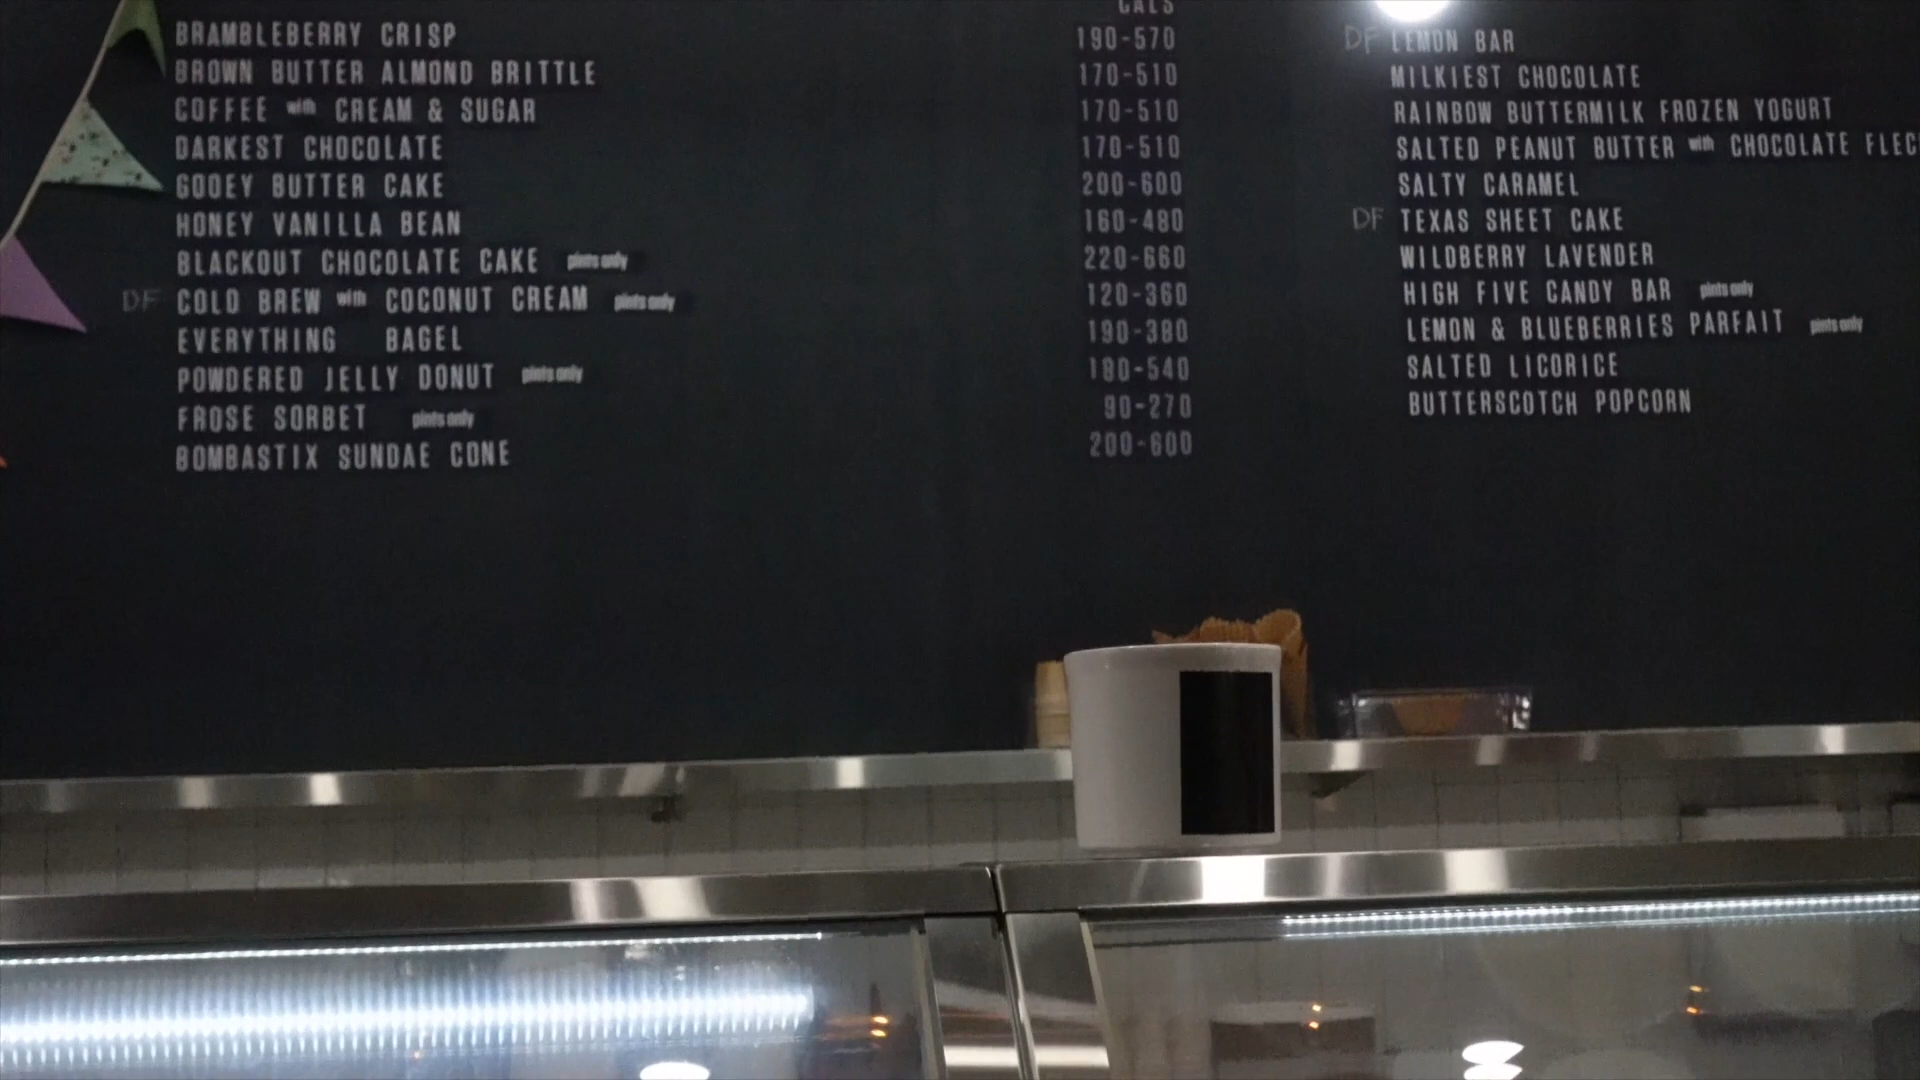 CALS
BRAMBLEBERRY CRISP 190-570
BROWN BUTTER ALMOND BRITTLE 170-510
COFFEE with CREAM & SUGAR 170-510
DARKEST CHOCOLATE 170-510
GOOEY BUTTER CAKE 200-600
HONEY VANILLA BEAN 160-480
BLACKOUT CHOCOLATE CAKE pints only 220-660
DF COLD BREW with COCONUT CREAM pints only 120-360
EVERYTHING BAGEL 190-380
POWDERED JELLY DONUT pints only 180-540
FROSE SORBET pints only 90-270
BOMBASTIX SUNDAE CONE 200-600
DF LEMON BAR
MILKIEST CHOCOLATE
RAINBOW BUTTERMILK FROZEN YOGURT
SALTED PEANUT BUTTER with CHOCOLATE FLEC
SALTY CARAMEL
DF TEXAS SHEET CAKE
WILDBERRY LAVENDER
HIGH FIVE CANDY BAR pints only
LEMON & BLUEBERRIES PARFAIT pints only
SALTED LICORICE
BUTTERSCOTCH POPCORN